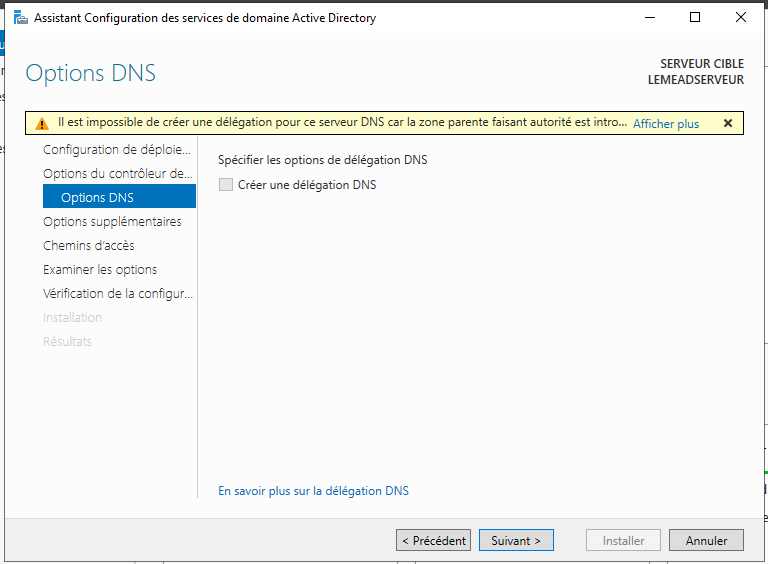 Assistant Configuration des services de domaine Active Directory
Options DNS
SERVEUR CIBLE
LEMEADSERVEUR
Il est impossible de créer une délégation pour ce serveur DNS car la zone parente faisant autorité est intro... Afficher plus
Configuration de déploie...
Options du contrôleur de...
Options DNS
Options supplémentaires
Chemins d'accès
Examiner les options
Vérification de la configur...
Installation
Résultats
Spécifier les options de délégation DNS
Créer une délégation DNS
En savoir plus sur la délégation DNS
< Précédent
Suivant >
Installer
Annuler